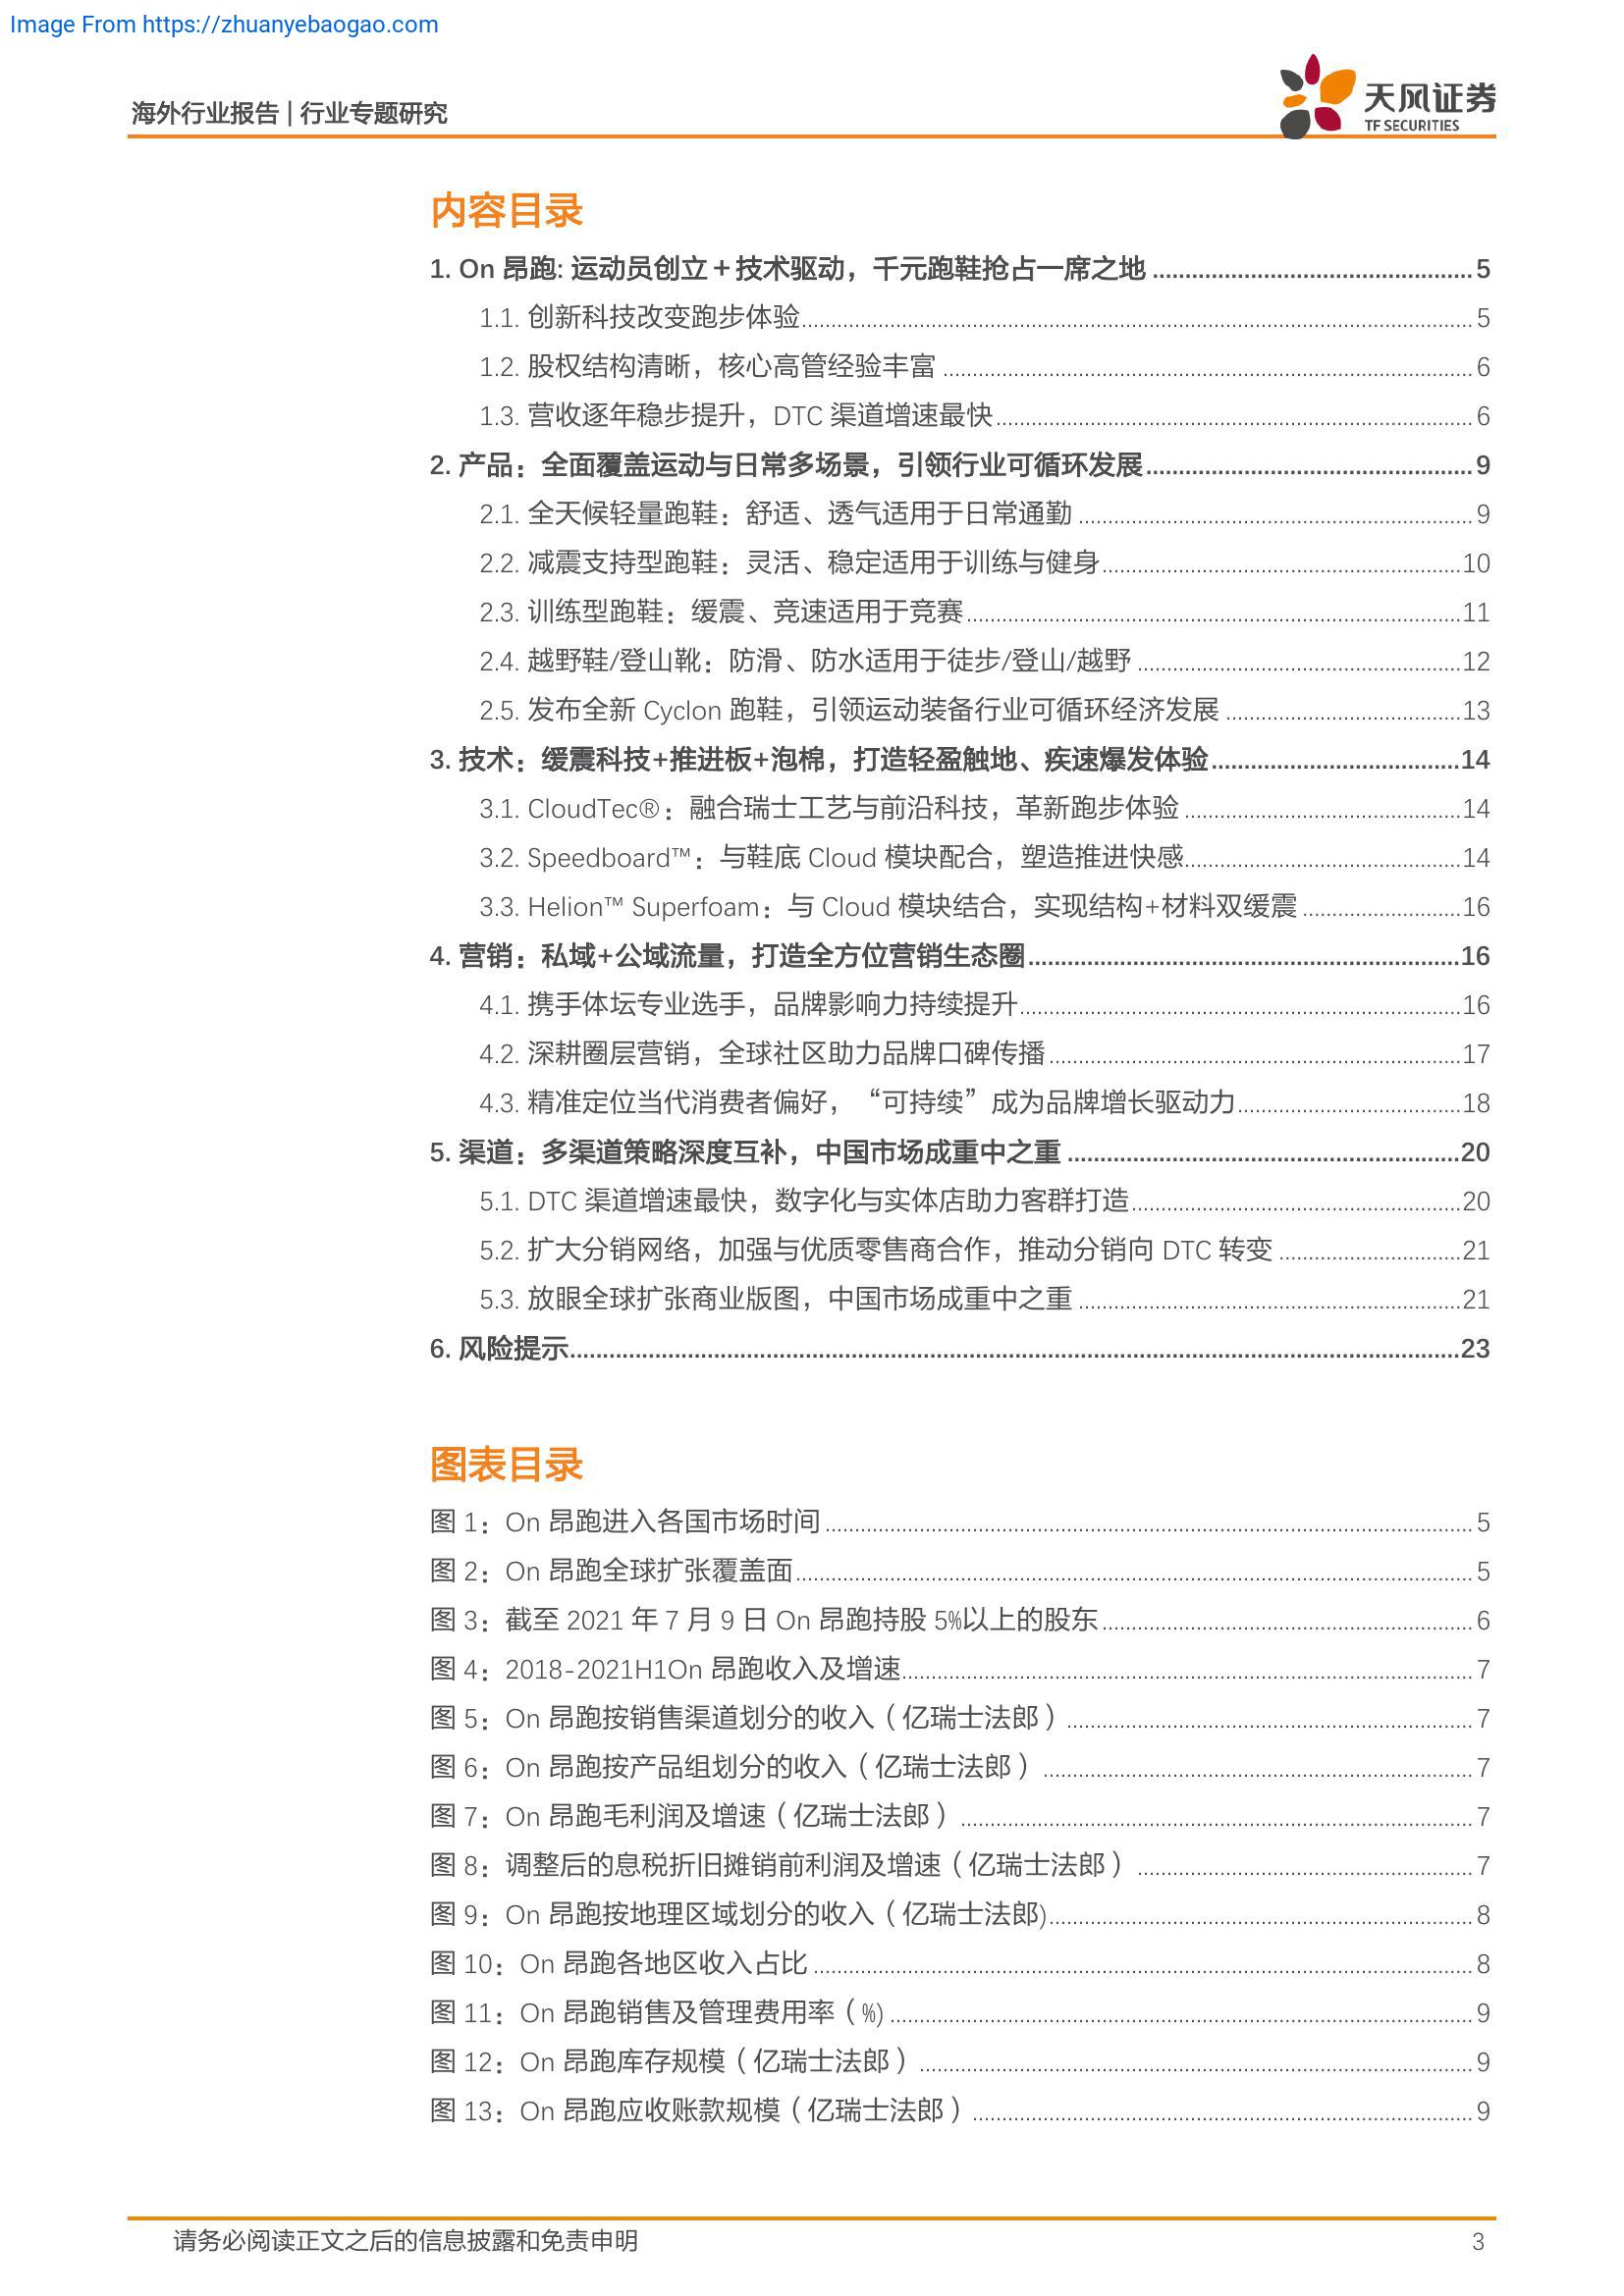 Image From https://zhuanyebaogao.com
海外行业报告 | 行业专题研究
天风证券
TF SECURITIES
内容目录
1. On 昂跑: 运动员创立＋技术驱动，千元跑鞋抢占一席之地 5
1.1. 创新科技改变跑步体验 5
1.2. 股权结构清晰，核心高管经验丰富 6
1.3. 营收逐年稳步提升，DTC 渠道增速最快 6
2. 产品：全面覆盖运动与日常多场景，引领行业可循环发展 9
2.1. 全天候轻量跑鞋：舒适、透气适用于日常通勤 9
2.2. 减震支持型跑鞋：灵活、稳定适用于训练与健身 10
2.3. 训练型跑鞋：缓震、竞速适用于竞赛 11
2.4. 越野鞋/登山靴：防滑、防水适用于徒步/登山/越野 12
2.5. 发布全新 Cyclon 跑鞋，引领运动装备行业可循环经济发展 13
3. 技术：缓震科技+推进板+泡棉，打造轻盈触地、疾速爆发体验 14
3.1. CloudTec®：融合瑞士工艺与前沿科技，革新跑步体验 14
3.2. Speedboard™：与鞋底 Cloud 模块配合，塑造推进快感 14
3.3. Helion™ Superfoam：与 Cloud 模块结合，实现结构+材料双缓震 16
4. 营销：私域+公域流量，打造全方位营销生态圈 16
4.1. 携手体坛专业选手，品牌影响力持续提升 16
4.2. 深耕圈层营销，全球社区助力品牌口碑传播 17
4.3. 精准定位当代消费者偏好，“可持续”成为品牌增长驱动力 18
5. 渠道：多渠道策略深度互补，中国市场成重中之重 20
5.1. DTC 渠道增速最快，数字化与实体店助力客群打造 20
5.2. 扩大分销网络，加强与优质零售商合作，推动分销向 DTC 转变 21
5.3. 放眼全球扩张商业版图，中国市场成重中之重 21
6. 风险提示 23
图表目录
图 1：On 昂跑进入各国市场时间 5
图 2：On 昂跑全球扩张覆盖面 5
图 3：截至 2021 年 7 月 9 日 On 昂跑持股 5%以上的股东 6
图 4：2018-2021H1On 昂跑收入及增速 7
图 5：On 昂跑按销售渠道划分的收入（亿瑞士法郎） 7
图 6：On 昂跑按产品组划分的收入（亿瑞士法郎） 7
图 7：On 昂跑毛利润及增速（亿瑞士法郎） 7
图 8：调整后的息税折旧摊销前利润及增速（亿瑞士法郎） 7
图 9：On 昂跑按地理区域划分的收入（亿瑞士法郎) 8
图 10：On 昂跑各地区收入占比 8
图 11：On 昂跑销售及管理费用率（%) 9
图 12：On 昂跑库存规模（亿瑞士法郎） 9
图 13：On 昂跑应收账款规模（亿瑞士法郎） 9
请务必阅读正文之后的信息披露和免责申明 3